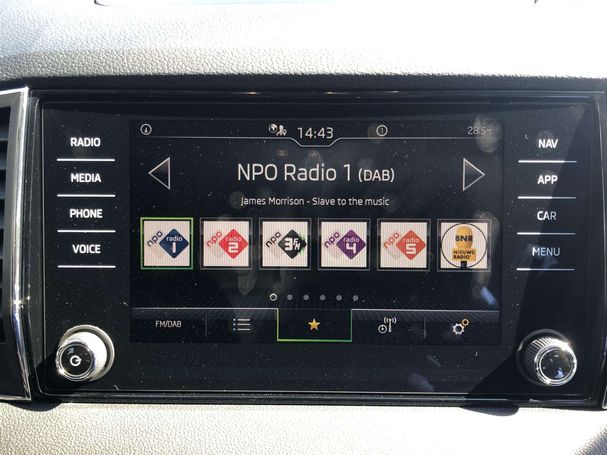 14:43
28.5°C
RADIO
MEDIA
PHONE
VOICE
NPO Radio 1 (DAB)
James Morrison - Slave to the music
npo radio 1
npo radio 2
npo 3FM
npo radio 4
npo radio 5
BNR
NIEUWS
RADIO
FM/DAB
NAV
APP
CAR
MENU